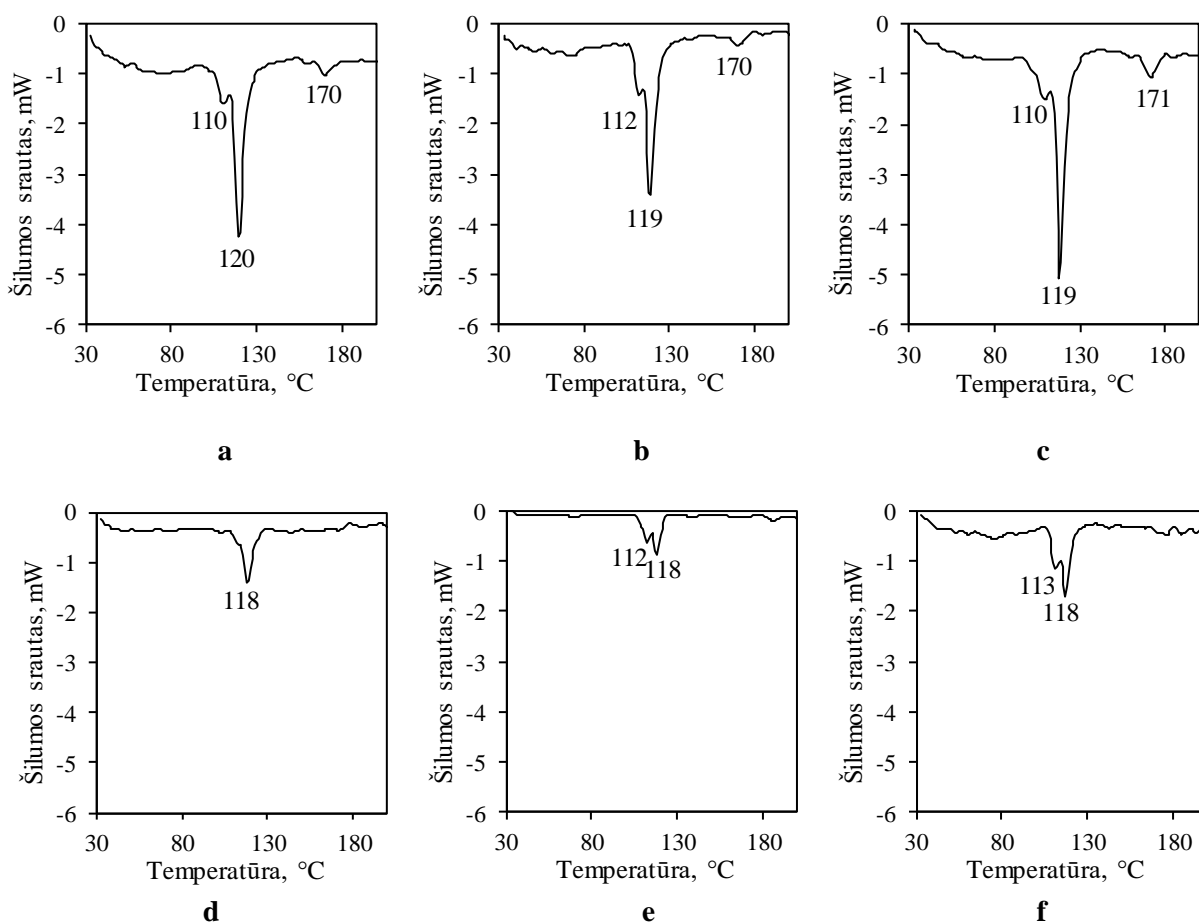 0
-1
-2
-3
-4
-5
-6
30 80 130 180
110
120
170
Šilumos srautas, mW
Temperatūra, °C
a
0
-1
-2
-3
-4
-5
-6
30 80 130 180
112
119
170
Šilumos srautas, mW
Temperatūra, °C
b
0
-1
-2
-3
-4
-5
-6
30 80 130 180
110
119
171
Šilumos srautas, mW
Temperatūra, °C
c
0
-1
-2
-3
-4
-5
-6
30 80 130 180
118
Šilumos srautas, mW
Temperatūra, °C
d
0
-1
-2
-3
-4
-5
-6
30 80 130 180
112 118
Šilumos srautas, mW
Temperatūra, °C
e
0
-1
-2
-3
-4
-5
-6
30 80 130 180
113
118
Šilumos srautas, mW
Temperatūra, °C
f